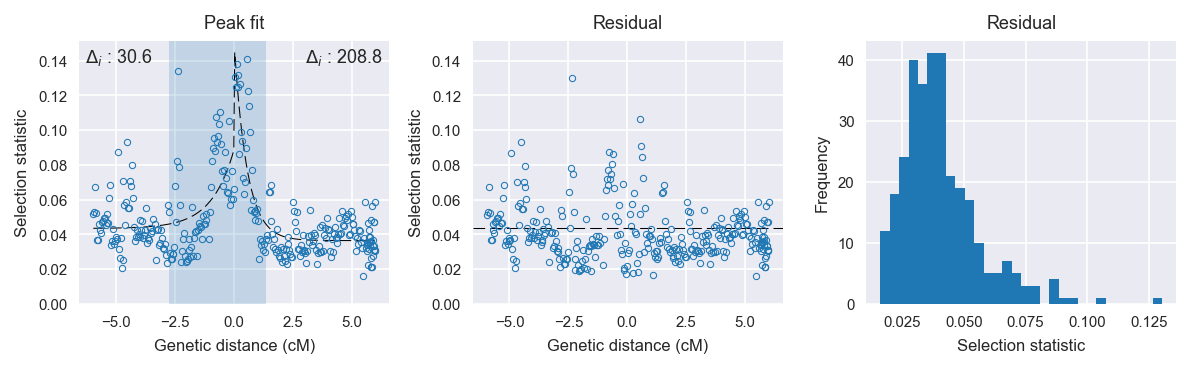 Peak fit
Δi : 30.6
Δi : 208.8
Selection statistic
0.14
0.12
0.10
0.08
0.06
0.04
0.02
0.00
−5.0 −2.5 0.0 2.5 5.0
Genetic distance (cM)
Residual
Selection statistic
0.14
0.12
0.10
0.08
0.06
0.04
0.02
0.00
−5.0 −2.5 0.0 2.5 5.0
Genetic distance (cM)
Residual
Frequency
40
30
20
10
0
0.025 0.050 0.075 0.100 0.125
Selection statistic